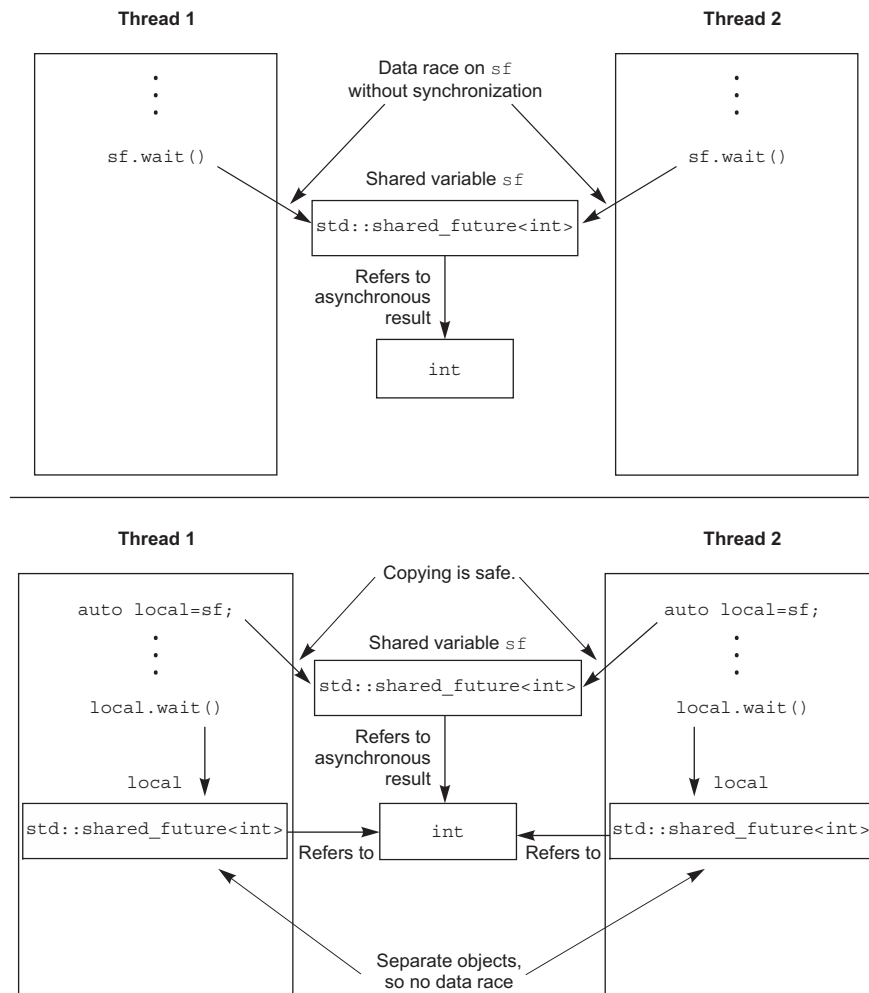 Thread 1
Thread 2
Data race on sf
without synchronization
sf.wait()
sf.wait()
Shared variable sf
std::shared_future<int>
Refers to
asynchronous
result
int
Thread 1
Thread 2
Copying is safe.
auto local=sf;
auto local=sf;
Shared variable sf
std::shared_future<int>
local.wait()
local.wait()
Refers to
asynchronous
result
local
local
std::shared_future<int>
int
std::shared_future<int>
Refers to
Refers to
Separate objects,
so no data race